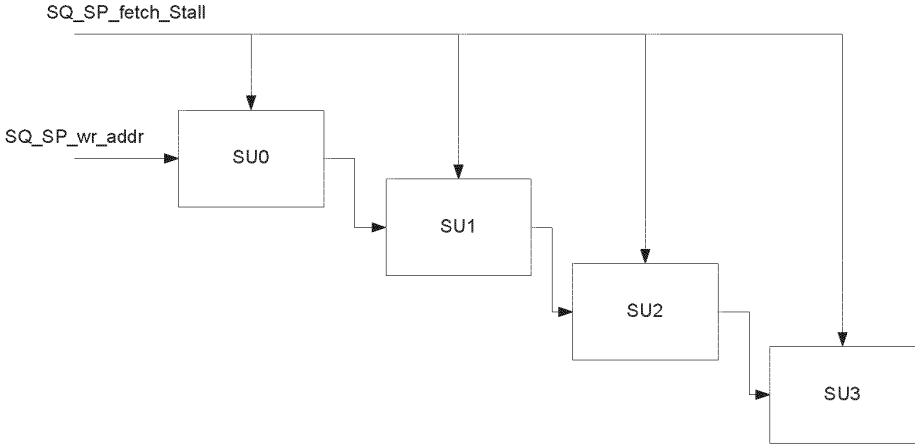 SQ_SP_fetch_Stall
SQ_SP_wr_addr
SU0
SU1
SU2
SU3